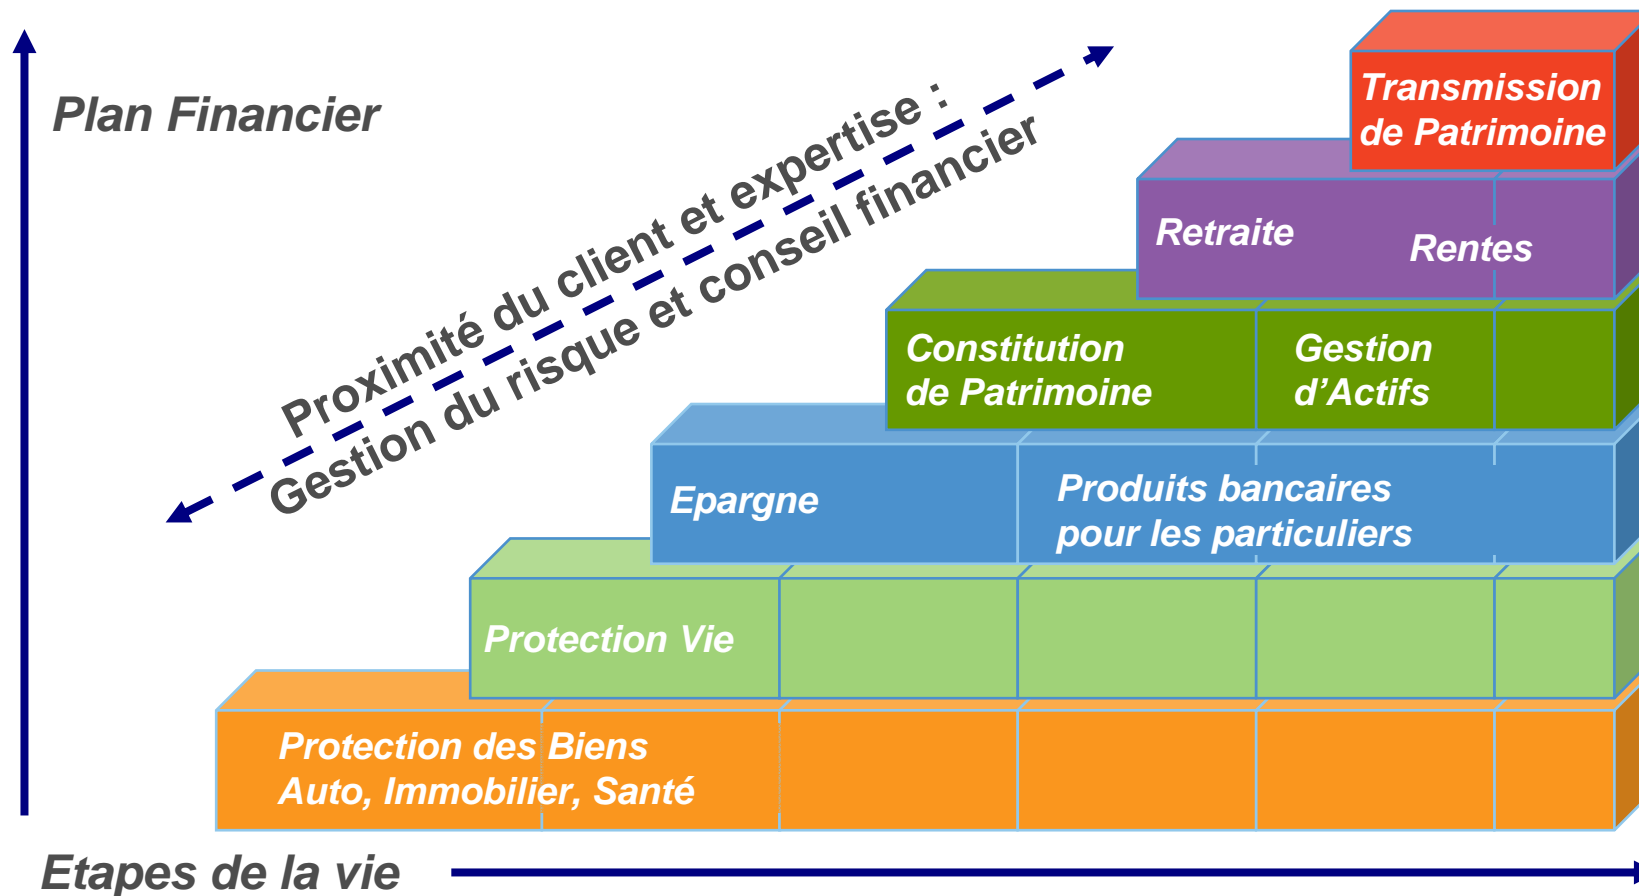 Plan Financier
Proximité du client et expertise :
Gestion du risque et conseil financier
Transmission
de Patrimoine
Retraite
Rentes
Constitution
de Patrimoine
Gestion
d’Actifs
Epargne
Produits bancaires
pour les particuliers
Protection Vie
Protection des Biens
Auto, Immobilier, Santé
Etapes de la vie